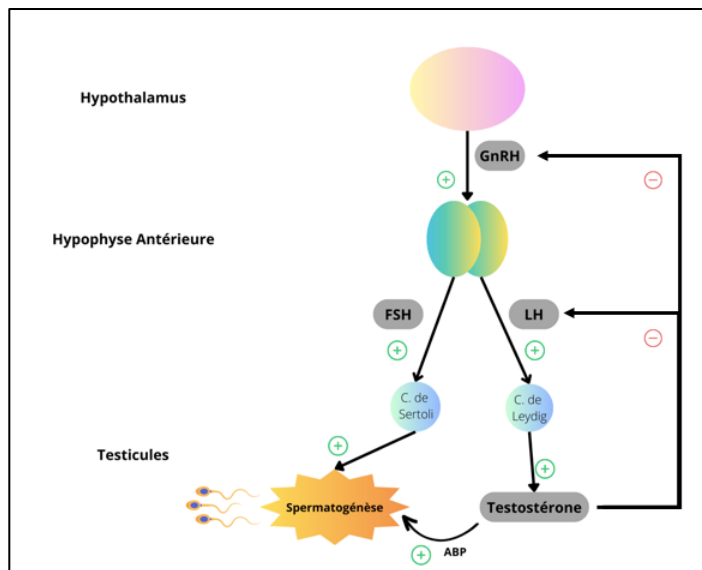 Hypothalamus
GnRH
+
−
Hypophyse Antérieure
FSH
LH
+
+
−
C. de
Sertoli
C. de
Leydig
Testicules
+
+
Spermatogénèse
Testostérone
ABP
+